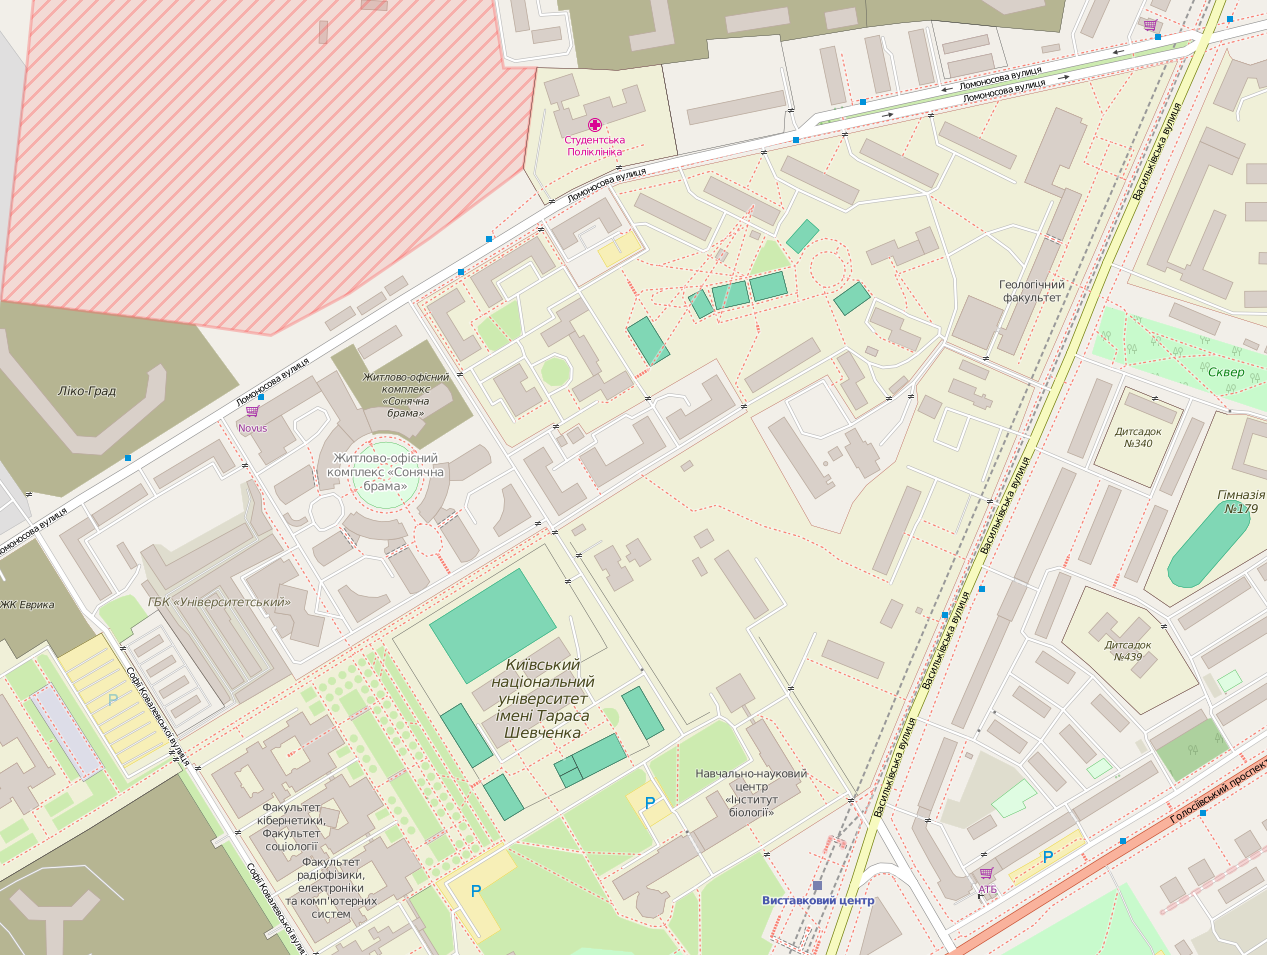 Ломоносова вулиця
Ломоносова вулиця
Студентська
Поліклініка
Ломоносова вулиця
Васильківська вулиця
Геологічний
факультет
Сквер
Ліко-Град
Ломоносова вулиця
Novus
Житлово-офісний
комплекс
«Сонячна
брама»
Житлово-офісний
комплекс «Сонячна
брама»
Дитсадок
№340
Гімназія
№179
Васильківська вулиця
Ломоносова вулиця
ЖК Еврика
ГБК «Університетський»
Васильківська вулиця
Дитсадок
№439
P
Софії Ковалевської вулиця
Київський
національний
університет
імені Тараса
Шевченка
Васильківська вулиця
Навчально-науковий
центр
«Інститут
біології»
P
Факультет
кібернетики,
Факультет
соціології
Голосіївський проспект
P
АТБ
Факультет
радіофізики,
електроніки
та комп'ютерних
систем
P
Софії Ковалевської вулиця
Виставковий центр